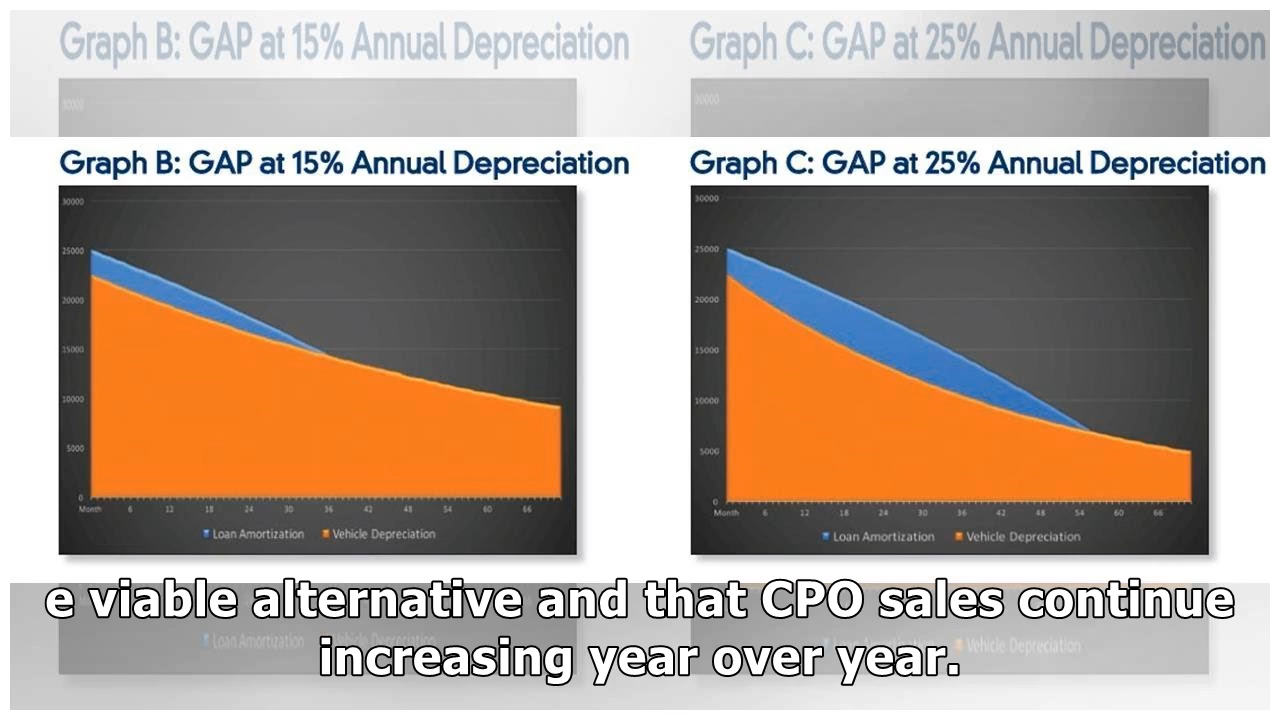 Graph B: GAP at 15% Annual Depreciation
Graph C: GAP at 25% Annual Depreciation
30000
30000
Graph B: GAP at 15% Annual Depreciation
30000
25000
20000
15000
10000
5000
0
Month 6 12 18 24 30 36 42 48 54 60 66
Loan Amortization Vehicle Depreciation
Graph C: GAP at 25% Annual Depreciation
30000
25000
20000
15000
10000
5000
0
Month 6 12 18 24 30 36 42 48 54 60 66
Loan Amortization Vehicle Depreciation
e viable alternative and that CPO sales continue
increasing year over year.
Loan Amortization Vehicle Depreciation
Vehicle Depreciation